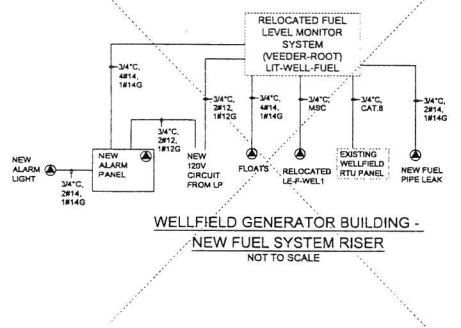 RELOCATED FUEL
LEVEL MONITOR
SYSTEM
(VEEDER-ROOT)
LIT-WELL-FUEL
3/4"C,
4#14,
1#14G
3/4"C,
2#12,
1#12G
3/4"C,
2#12,
1#12G
3/4"C,
4#14,
1#14G
3/4"C,
MSC
3/4"C,
CAT.6
3/4"C,
2#14,
1#14G
NEW
ALARM
LIGHT
3/4"C,
2#14,
1#14G
NEW
ALARM
PANEL
NEW
120V
CIRCUIT
FROM LP
FLOATS
RELOCATED
LE-F-WEL1
EXISTING
WELLFIELD
RTU PANEL
NEW FUEL
PIPE LEAK
WELLFIELD GENERATOR BUILDING -
NEW FUEL SYSTEM RISER
NOT TO SCALE